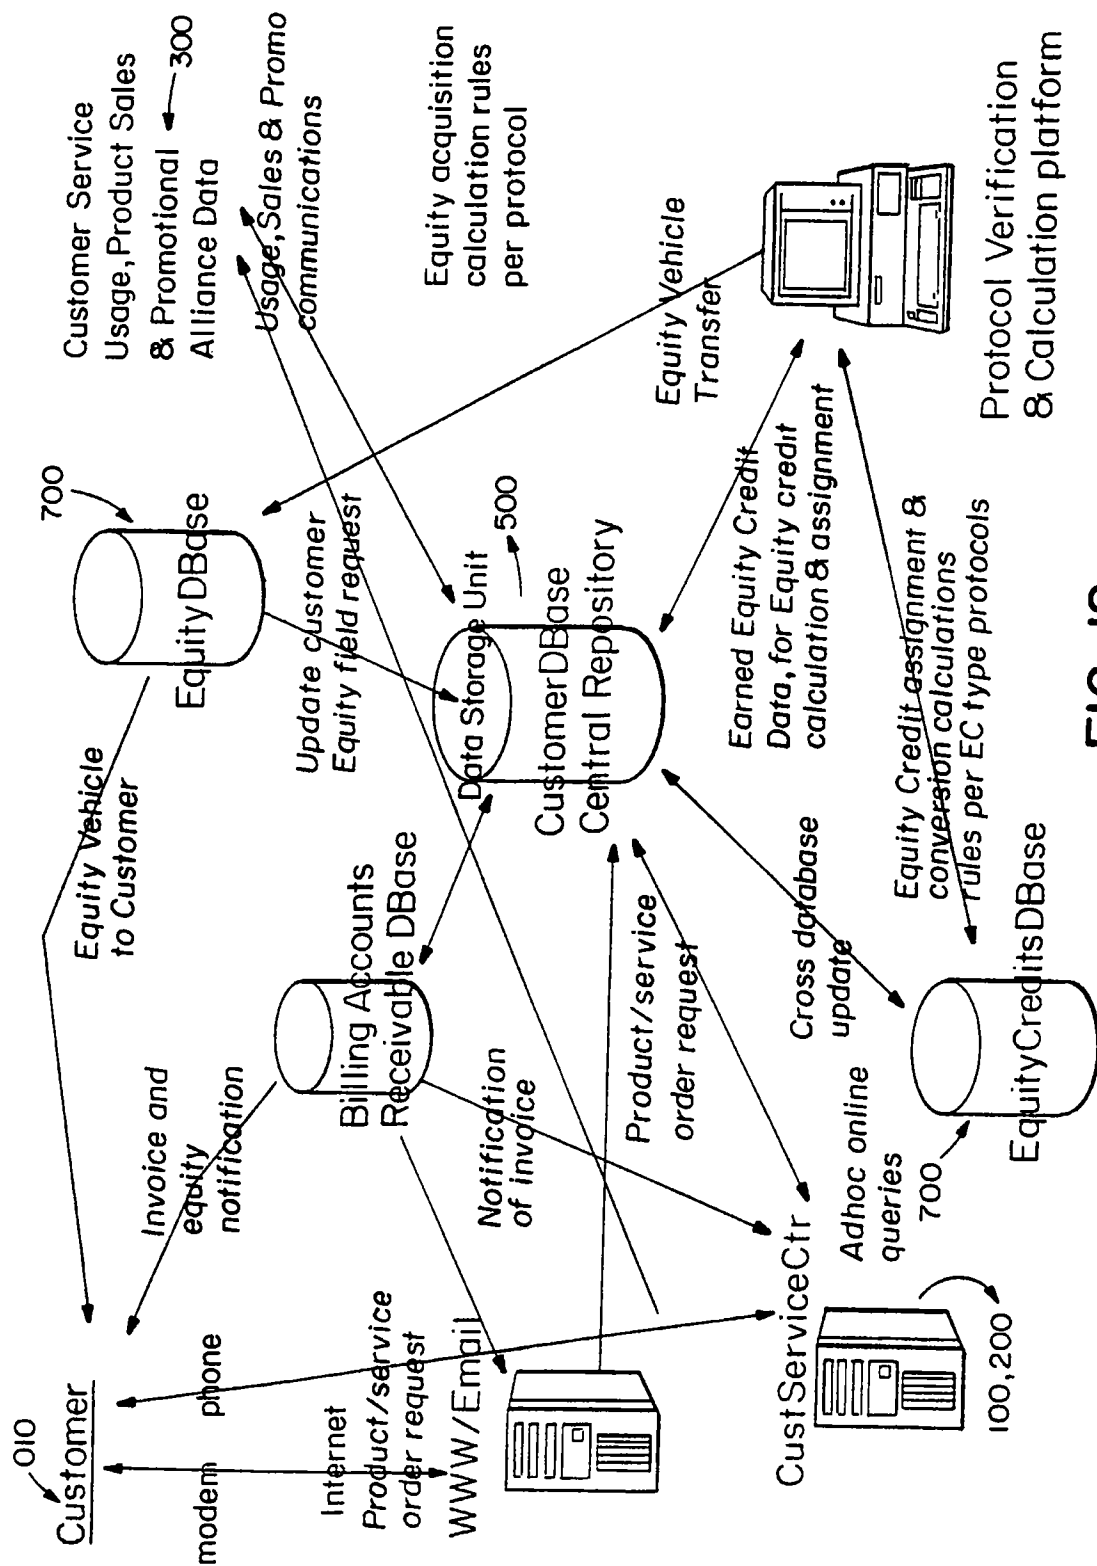 010
Customer
modem
phone
Internet
Product/service
order request
WWW/Email
Invoice and
equity
notification
Equity Vehicle
to Customer
700
EquityDBase
Update customer
Equity field request
Customer Service
Usage,Product Sales
& Promotional
Alliance Data
300
Usage,Sales & Promo
communications
Billing Accounts
Receivable DBase
Notification
of invoice
Data Storage Unit
500
CustomerDBase
Central Repository
Equity acquisition
calculation rules
per protocol
Equity Vehicle
Transfer
Product/service
order request
Earned Equity Credit
Data, for Equity credit
calculation & assignment
CustServiceCtr
100,200
Adhoc online
queries
Cross database
update
700
EquityCreditsDBase
Equity Credit assignment &
conversion calculations
rules per EC type protocols
Protocol Verification
& Calculation platform